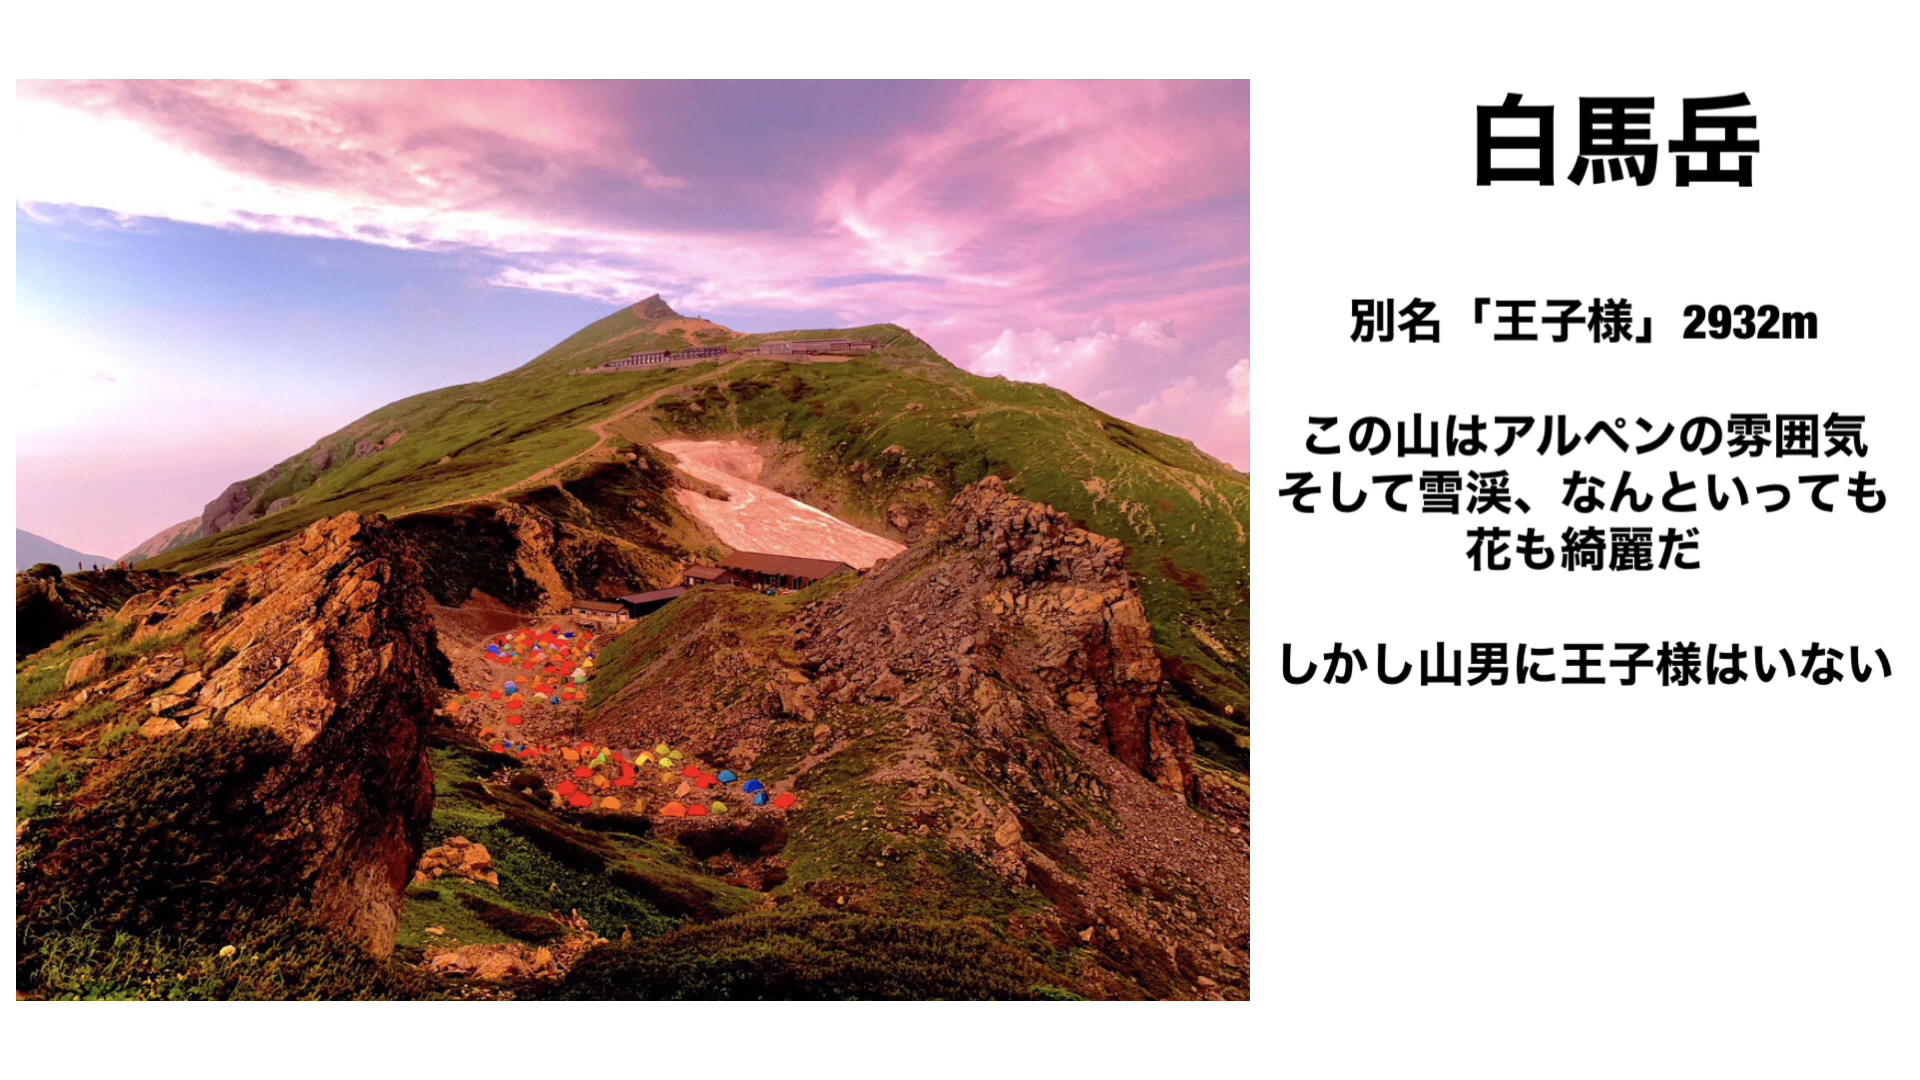 白馬岳
別名「王子様」2932m
この山はアルペンの雰囲気
そして雪渓、なんといっても
花も綺麗だ
しかし山男に王子様はいない